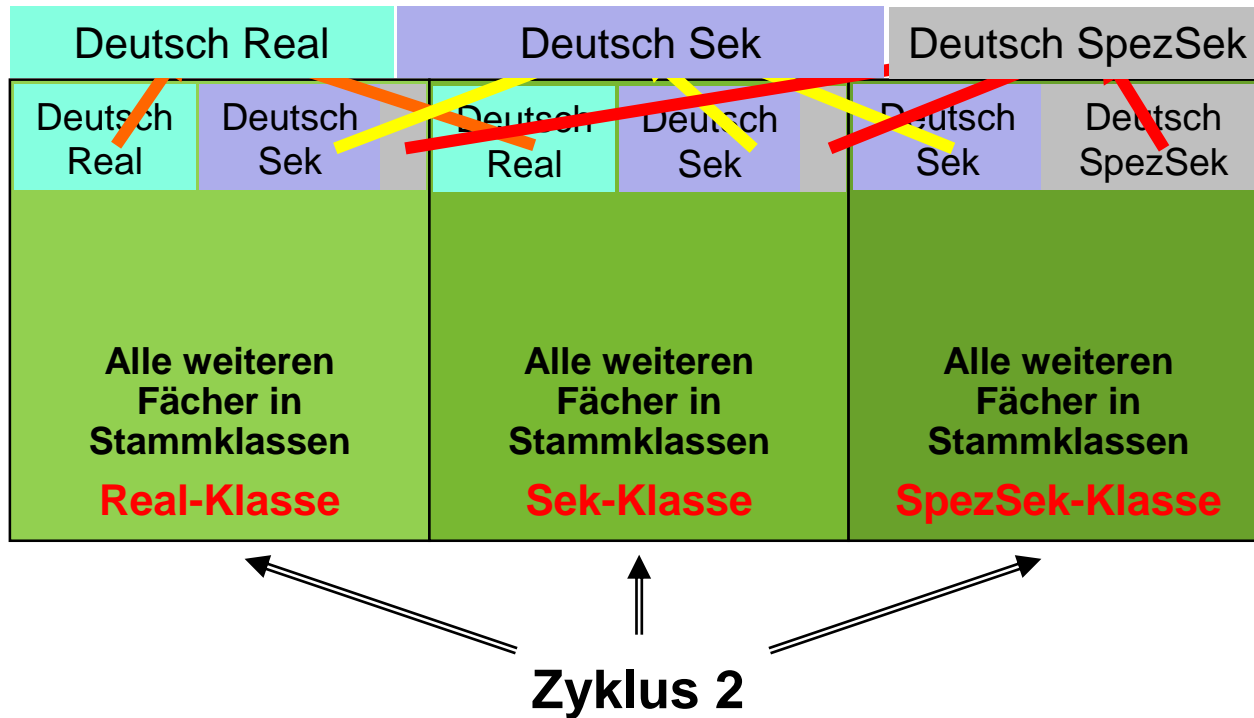 Deutsch Real
Deutsch Sek
Deutsch SpezSek
Deutsch
Real
Deutsch
Sek
Deutsch
Real
Deutsch
Sek
Deutsch
Sek
Deutsch
SpezSek
Alle weiteren
Fächer in
Stammklassen
Real-Klasse
Alle weiteren
Fächer in
Stammklassen
Sek-Klasse
Alle weiteren
Fächer in
Stammklassen
SpezSek-Klasse
Zyklus 2